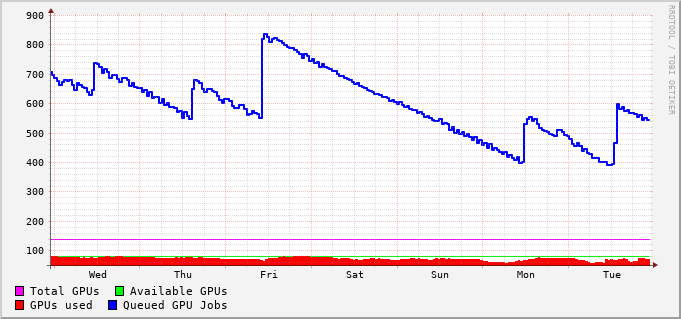 900
800
700
600
500
400
300
200
100
Wed Thu Fri Sat Sun Mon Tue
Total GPUs Available GPUs
GPUs used Queued GPU Jobs
RRDTOOL / TOBI OETIKER